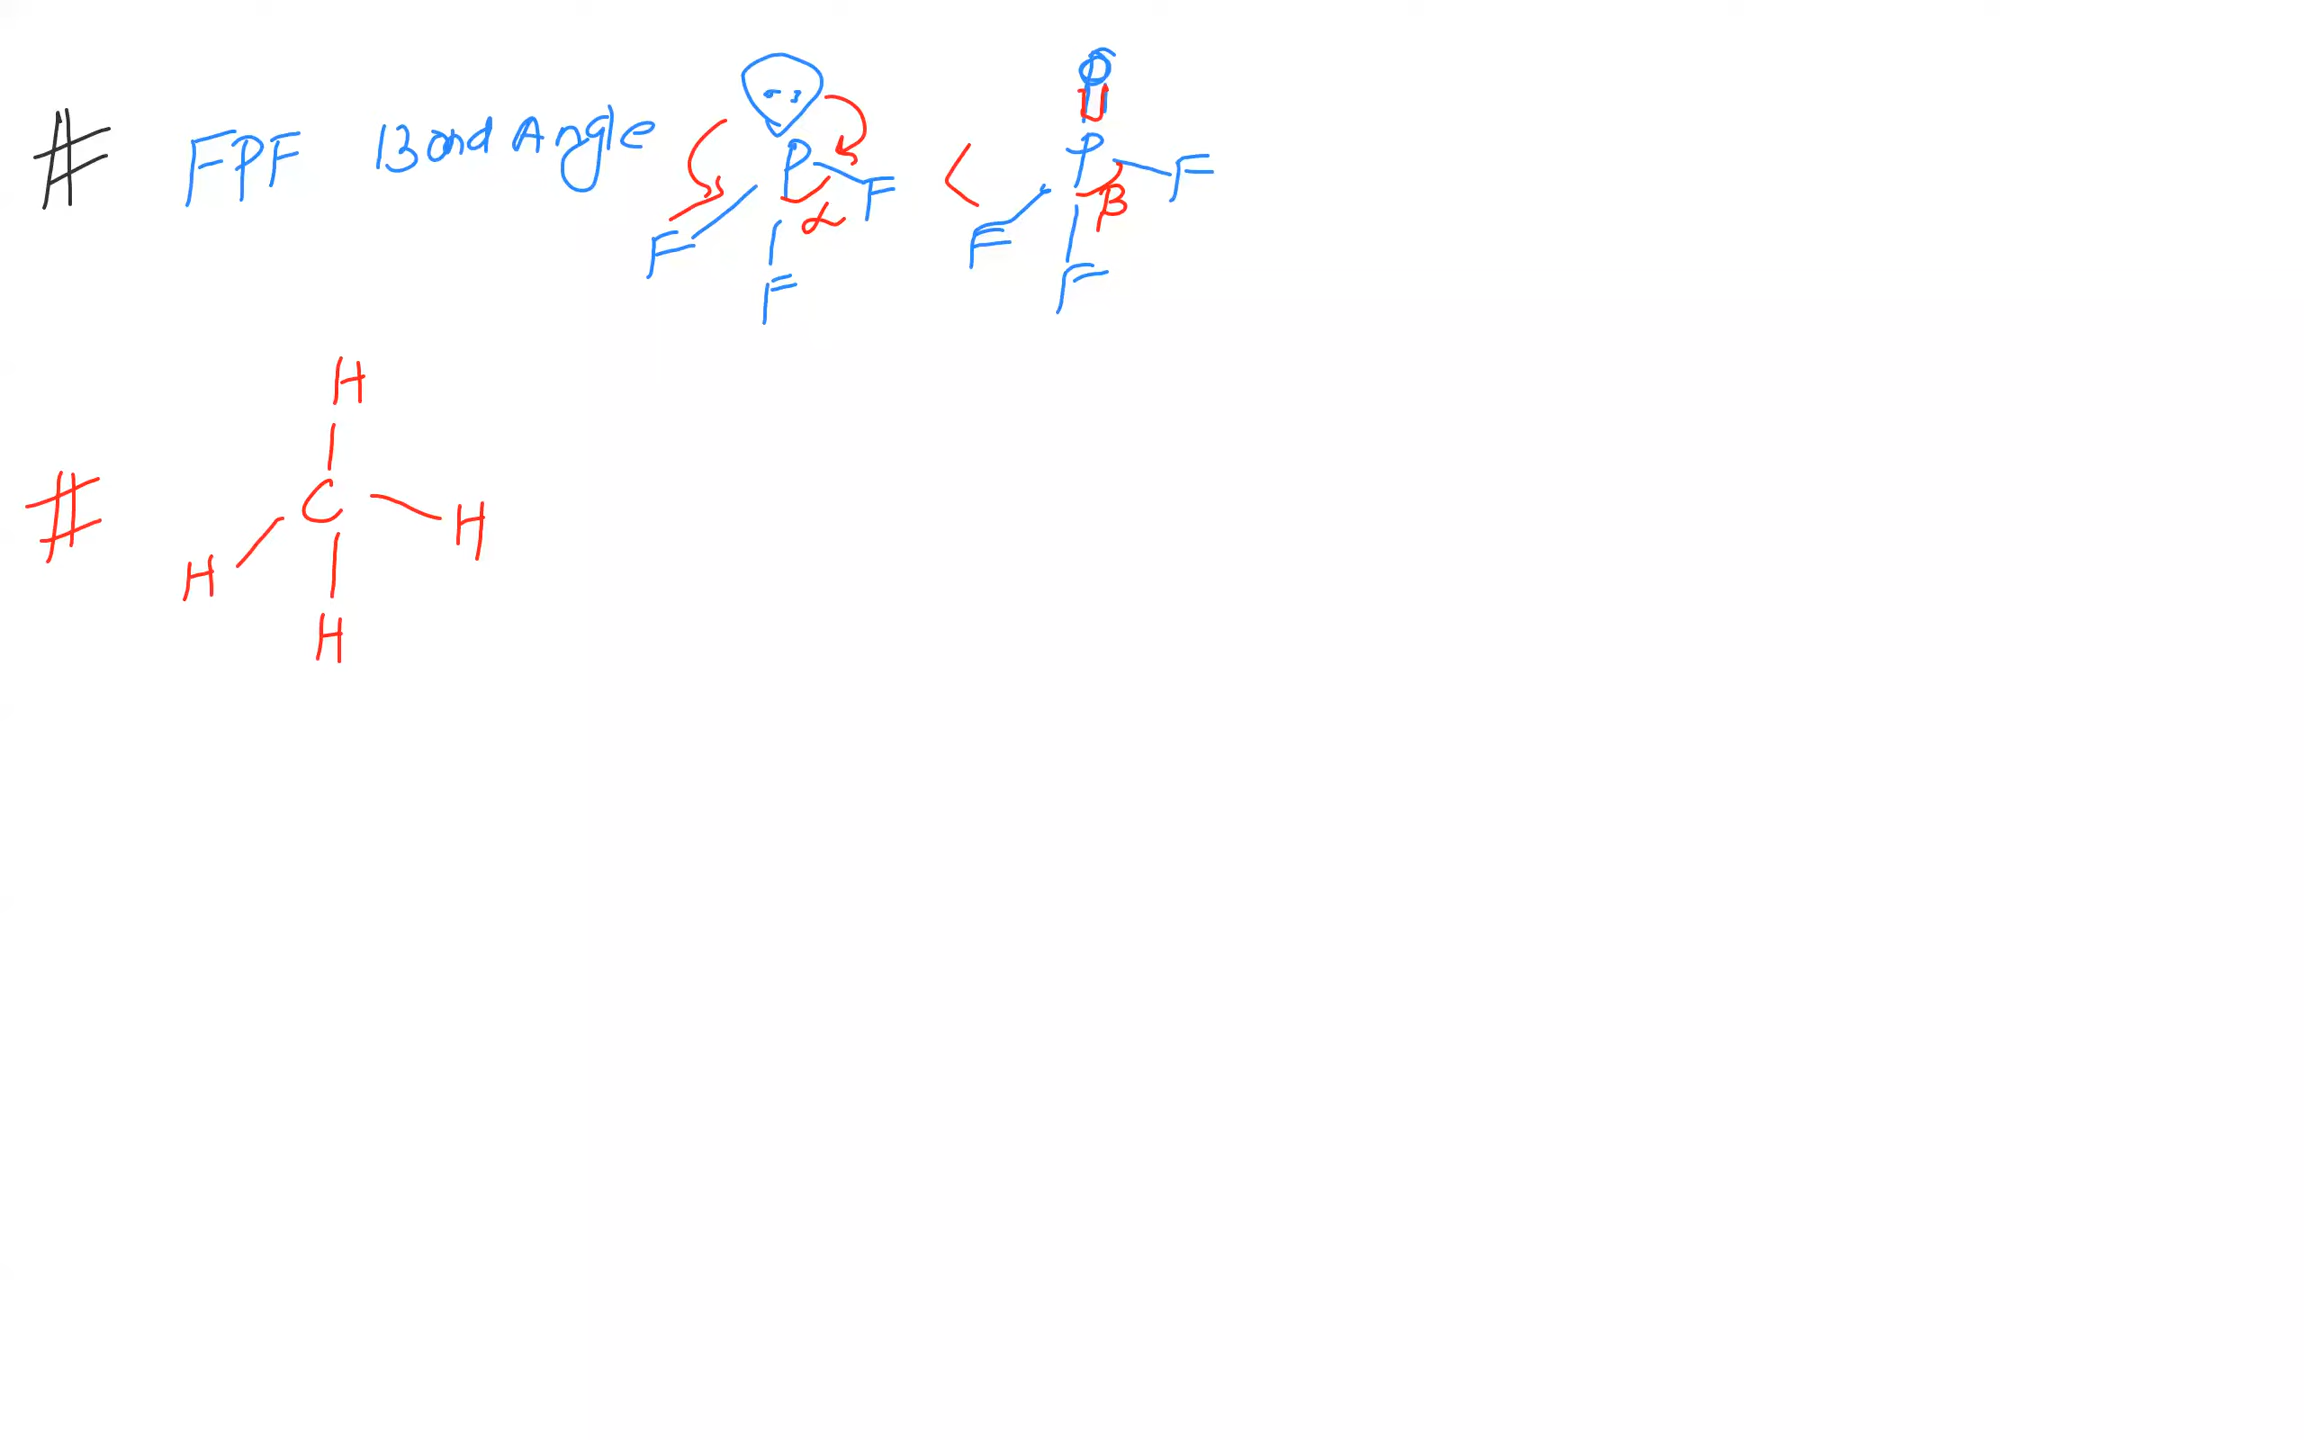 # FPF Bond Angle
P F F F α
<
O P F F F β
#
H
C H
H
H